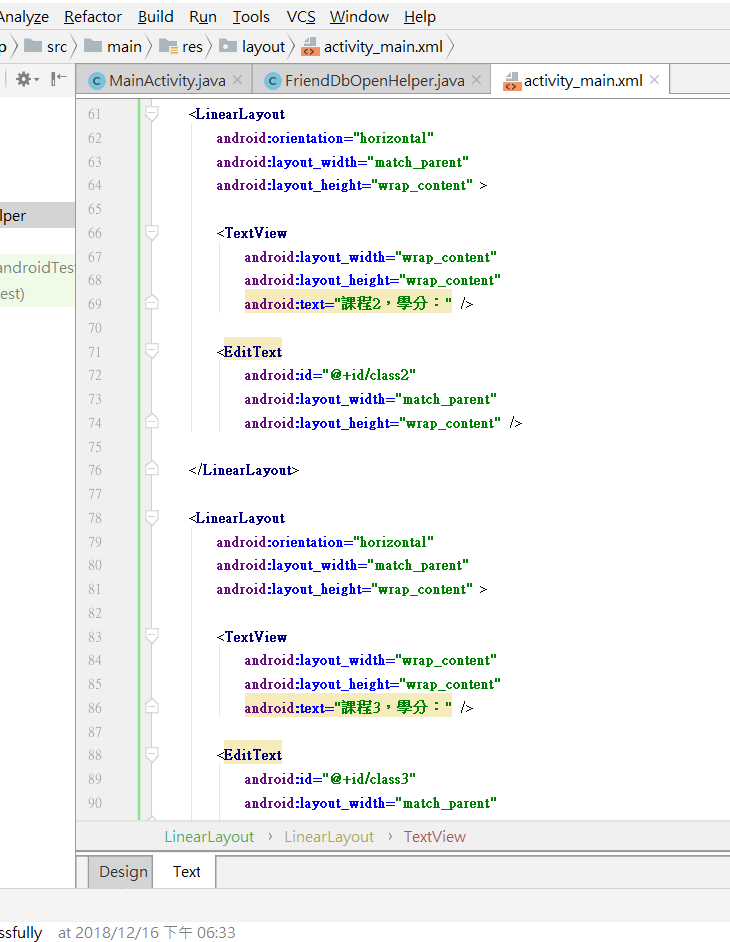 Analyze Refactor Build Run Tools VCS Window Help
p src main res layout activity_main.xml
MainActivity.java FriendDbOpenHelper.java activity_main.xml
61 <LinearLayout
62 android:orientation="horizontal"
63 android:layout_width="match_parent"
64 android:layout_height="wrap_content" >
65
lper
66 <TextView
67 android:layout_width="wrap_content"
androidTes
68 android:layout_height="wrap_content"
est)
69 android:text="課程2，學分：" />
70
71 <EditText
72 android:id="@+id/class2"
73 android:layout_width="match_parent"
74 android:layout_height="wrap_content" />
75
76 </LinearLayout>
77
78 <LinearLayout
79 android:orientation="horizontal"
80 android:layout_width="match_parent"
81 android:layout_height="wrap_content" >
82
83 <TextView
84 android:layout_width="wrap_content"
85 android:layout_height="wrap_content"
86 android:text="課程3，學分：" />
87
88 <EditText
89 android:id="@+id/class3"
90 android:layout_width="match_parent"
LinearLayout › LinearLayout › TextView
Design Text
ssfully at 2018/12/16 下午 06:33